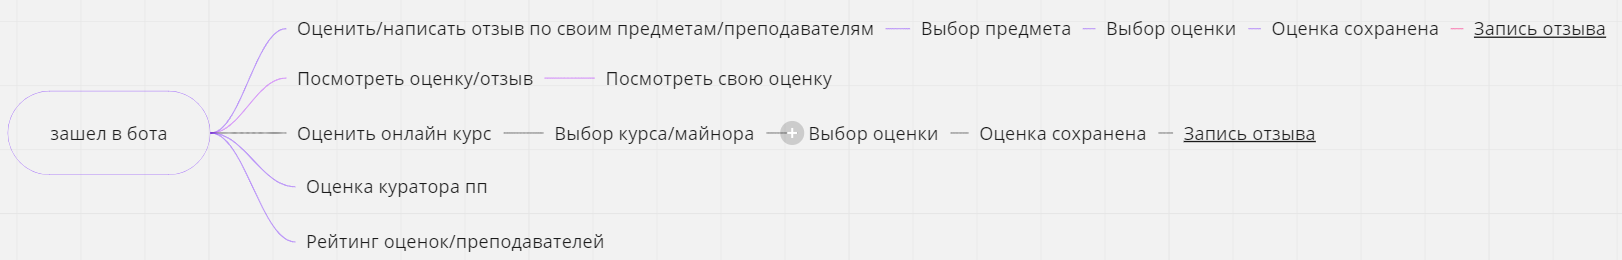 Оценить/написать отзыв по своим предметам/преподавателям Выбор предмета Выбор оценки Оценка сохранена Запись отзыва
Посмотреть оценку/отзыв Посмотреть свою оценку
зашел в бота Оценить онлайн курс Выбор курса/майнора + Выбор оценки Оценка сохранена Запись отзыва
Оценка куратора пп
Рейтинг оценок/преподавателей